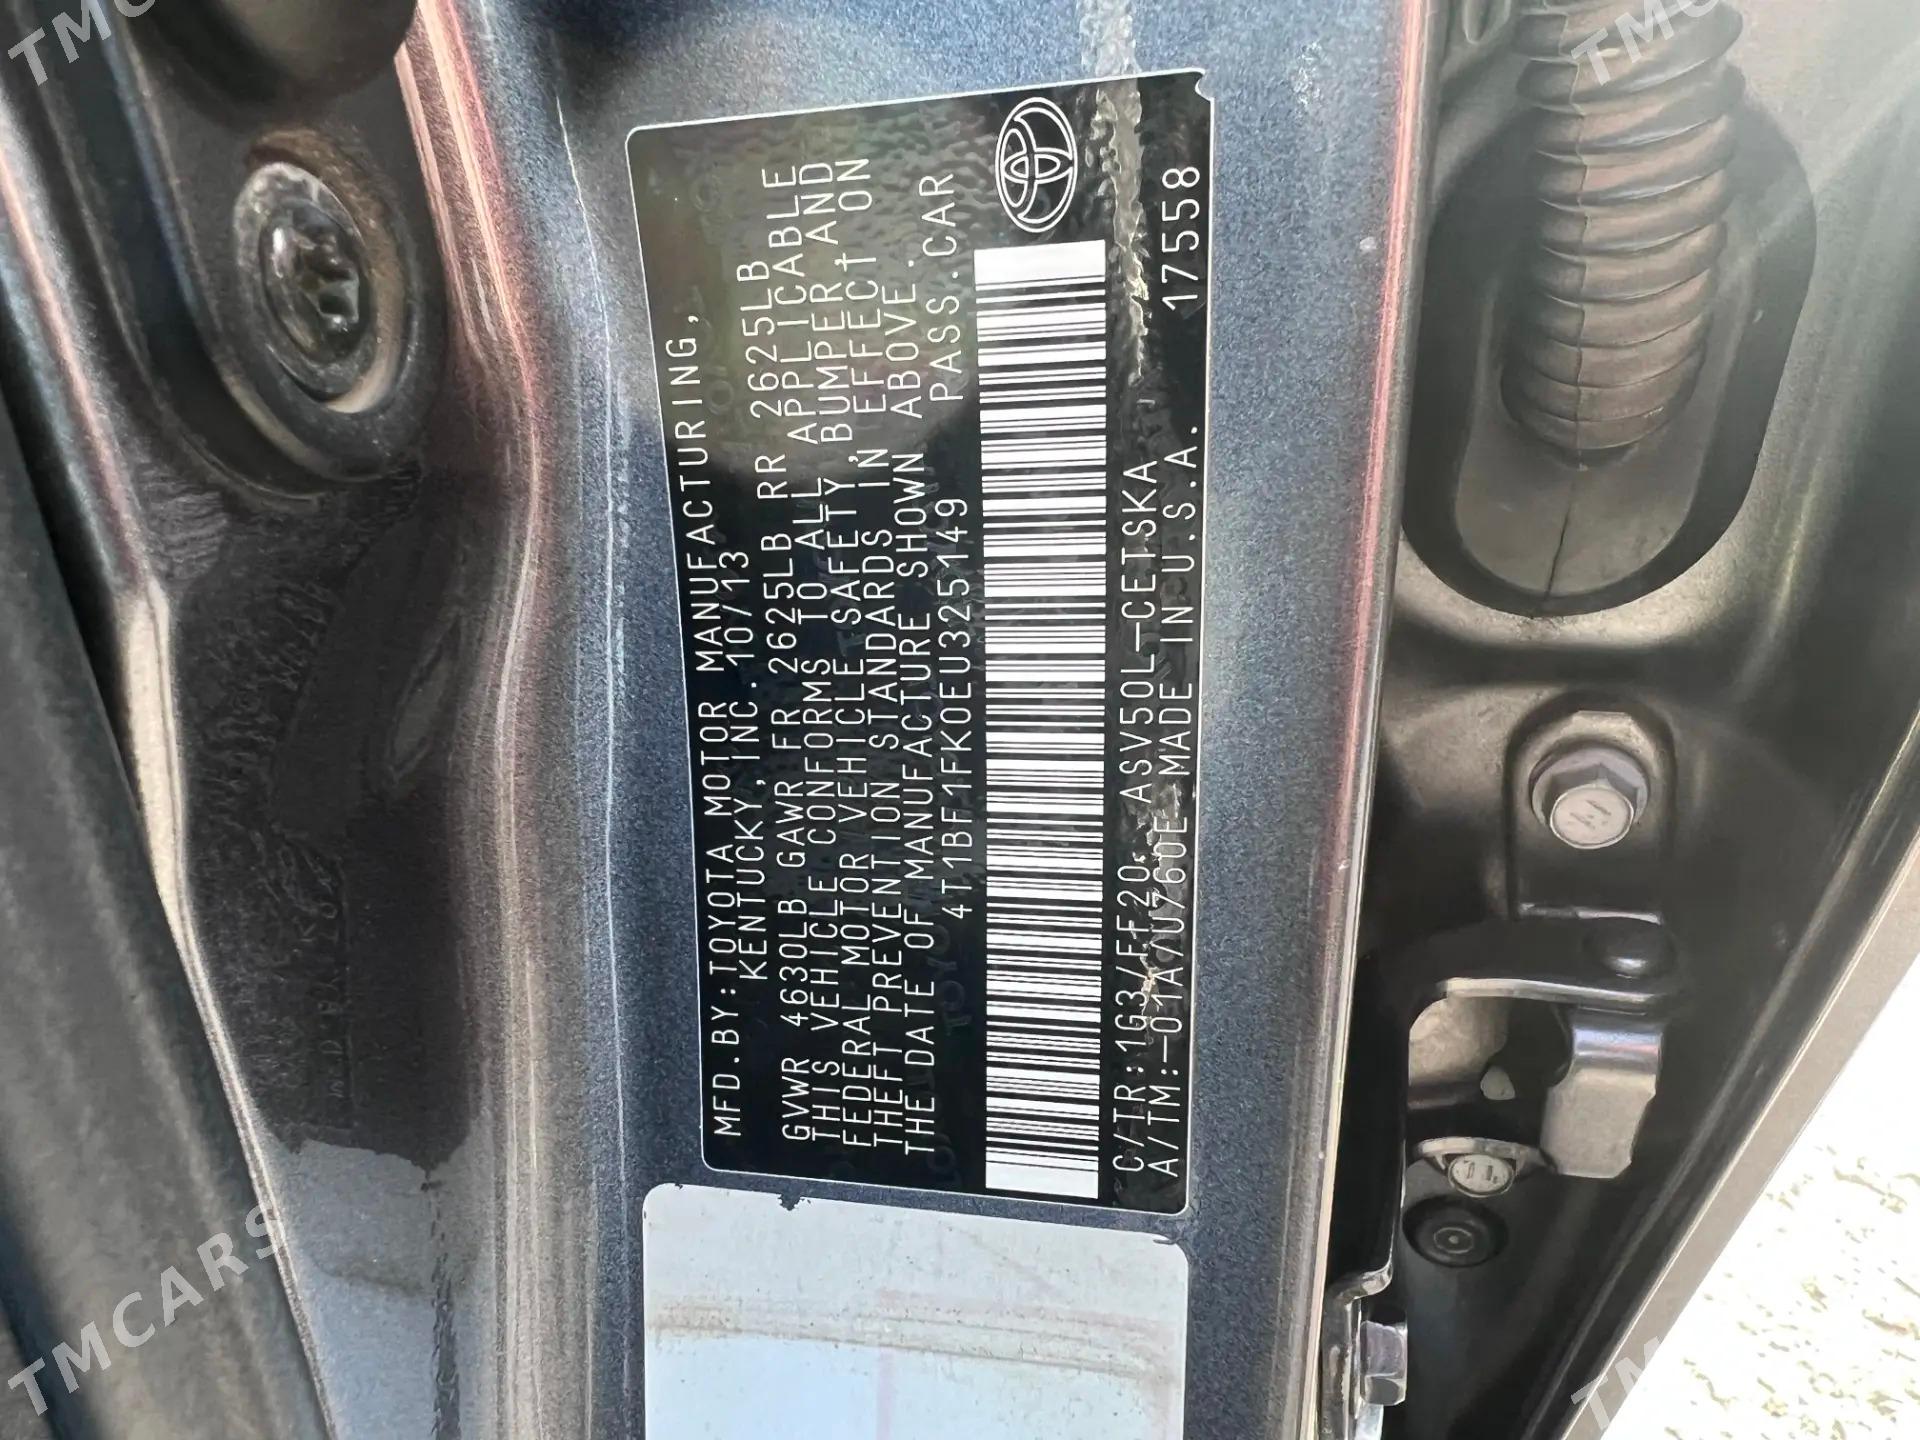 MFD.BY:TOYOTA MOTOR MANUFACTURING,
KENTUCKY,INC. 10/13
GVWR 4630LB GAWR FR 2625LB RR 2625LB
THIS VEHICLE CONFORMS TO ALL APPLICABLE
FEDERAL MOTOR VEHICLE SAFETY,BUMPER,AND
THEFT PREVENTION STANDARDS IN EFFECT ON
THE DATE OF MANUFACTURE SHOWN ABOVE.
4T1BF1FK0EU325149 PASS.CAR
C/TR:1G3/FF20 ASV50L-CETSKA
A/TM:-01A/U760E MADE IN U.S.A. 17558
TMCARS